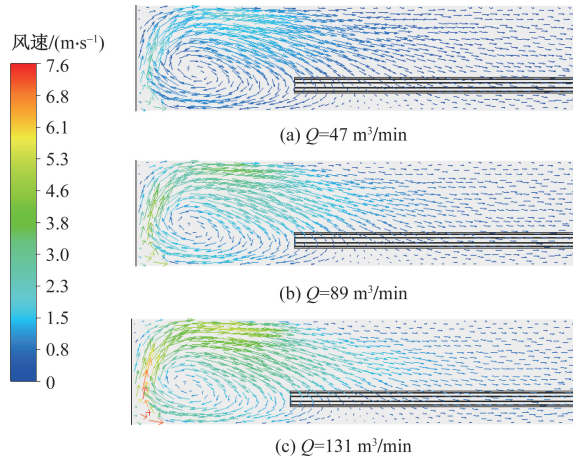 风速/(m·s⁻¹)
7.6
6.8
6.1
5.3
4.6
3.8
3.0
2.3
1.5
0.8
0
(a) Q=47 m³/min
(b) Q=89 m³/min
(c) Q=131 m³/min